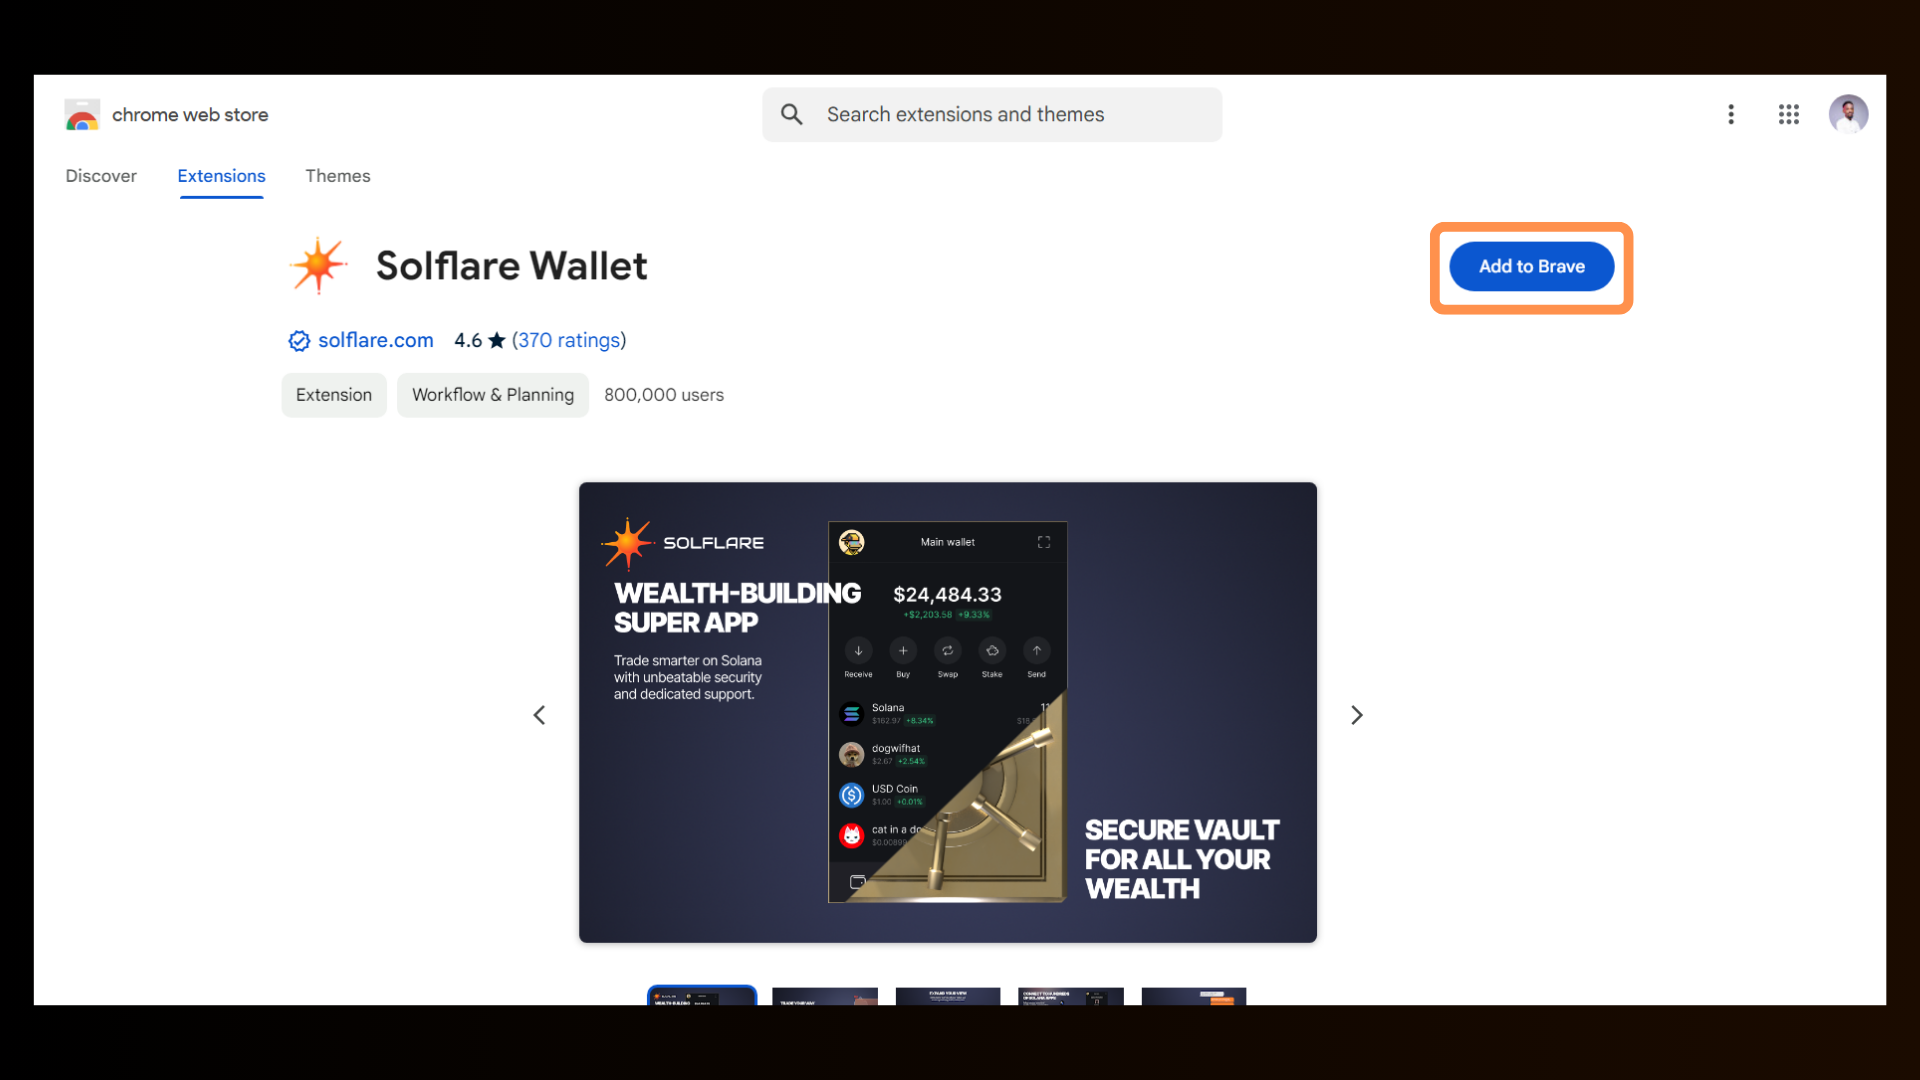 chrome web store
Search extensions and themes
Discover
Extensions
Themes
Solflare Wallet
Add to Brave
solflare.com 4.6 ★ (370 ratings)
Extension
Workflow & Planning
800,000 users
SOLFLARE
WEALTH-BUILDING
SUPER APP
Trade smarter on Solana
with unbeatable security
and dedicated support.
Main wallet
$24,484.33
+$2,203.58 +9.33%
Receive
Buy
Swap
Stake
Send
Solana
$162.97 +8.34%
dogwifhat
$2.67 +2.54%
USD Coin
$1.00 +0.01%
cat in a do
$0.00899
SECURE VAULT
FOR ALL YOUR
WEALTH